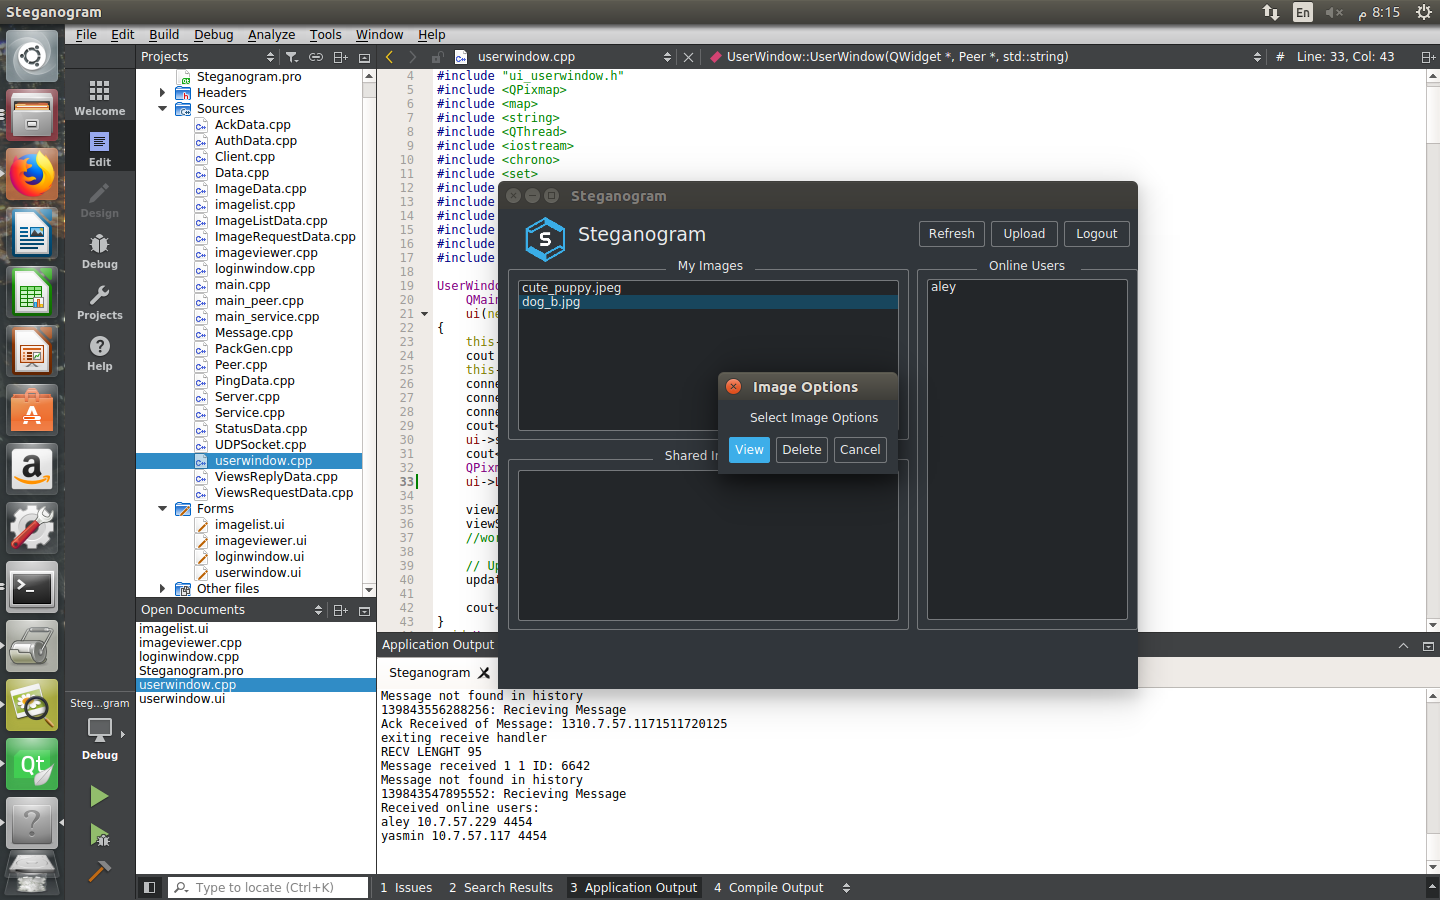 Steganogram
En
م 8:15
File Edit Build Debug Analyze Tools Window Help
Projects
userwindow.cpp
UserWindow::UserWindow(QWidget *, Peer *, std::string)
#
Line: 33, Col: 43
Welcome
Edit
Design
Debug
Projects
Help
Steg...gram
Debug
Steganogram.pro
Headers
Sources
AckData.cpp
AuthData.cpp
Client.cpp
Data.cpp
ImageData.cpp
imagelist.cpp
ImageListData.cpp
ImageRequestData.cpp
imageviewer.cpp
loginwindow.cpp
main.cpp
main_peer.cpp
main_service.cpp
Message.cpp
PackGen.cpp
Peer.cpp
PingData.cpp
Server.cpp
Service.cpp
StatusData.cpp
UDPSocket.cpp
userwindow.cpp
ViewsReplyData.cpp
ViewsRequestData.cpp
Forms
imagelist.ui
imageviewer.ui
loginwindow.ui
userwindow.ui
Other files
Open Documents
imagelist.ui
imageviewer.cpp
loginwindow.cpp
Steganogram.pro
userwindow.cpp
userwindow.ui
4 #include "ui_userwindow.h"
5 #include <QPixmap>
6 #include <map>
7 #include <string>
8 #include <QThread>
9 #include <iostream>
10 #include <chrono>
11 #include <set>
12 #include
13 #include
14 #include
15 #include
16 #include
17 #include
18
19 UserWindo
20 QMain
21 ui(ne
22 {
23 this-
24 cout
25 this-
26 conne
27 conne
28 conne
29 cout<
30 ui->s
31 cout<
32 QPixm
33 ui->L
34
35 viewI
36 viewS
37 //wor
38
39 // Up
40 updat
41
42 cout<
43 }
Steganogram
S
Steganogram
Refresh Upload Logout
My Images
cute_puppy.jpeg
dog_b.jpg
Online Users
aley
Shared Im
Image Options
Select Image Options
View Delete Cancel
Application Output
Steganogram
Message not found in history
139843556288256: Recieving Message
Ack Received of Message: 1310.7.57.1171511720125
exiting receive handler
RECV LENGHT 95
Message received 1 1 ID: 6642
Message not found in history
139843547895552: Recieving Message
Received online users:
aley 10.7.57.229 4454
yasmin 10.7.57.117 4454
Type to locate (Ctrl+K)
1 Issues 2 Search Results 3 Application Output 4 Compile Output